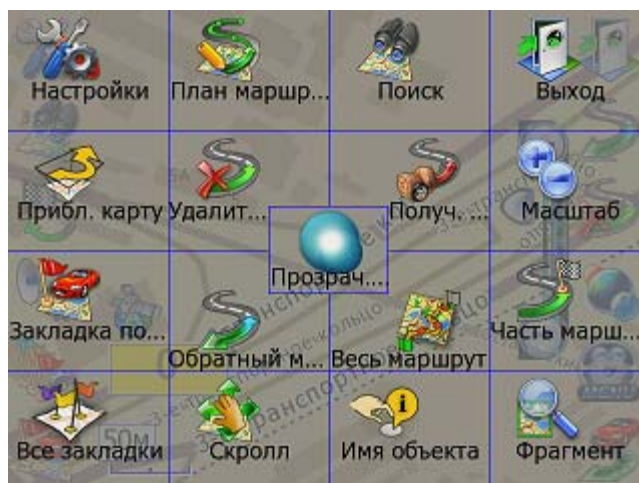 Настройки
План маршр...
Поиск
Выход
Прибл. карту
Удалит...
Получ. ...
Масштаб
Прозрач...
Закладка по...
Обратный м...
Весь маршрут
Часть марш...
Все закладки
50м
Скролл
Имя объекта
Фрагмент